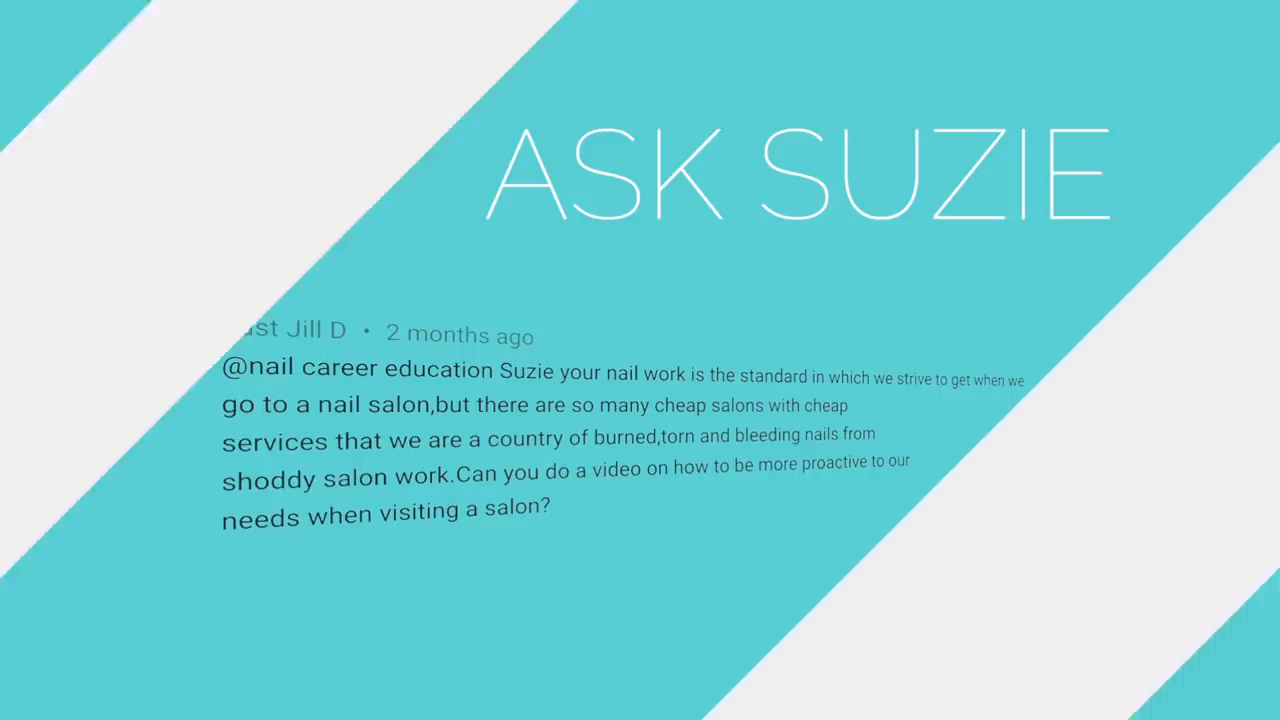 ASK SUZIE
Jill D • 2 months ago
@nail career education Suzie your nail work is the standard in which we strive to get when we
go to a nail salon,but there are so many cheap salons with cheap
services that we are a country of burned,torn and bleeding nails from
shoddy salon work.Can you do a video on how to be more proactive to our
needs when visiting a salon?